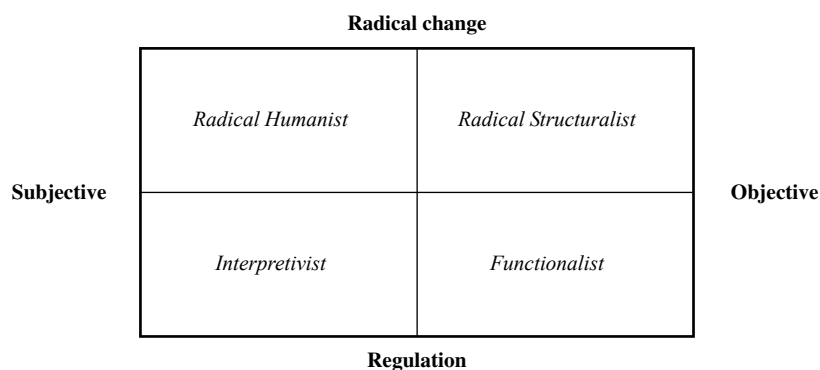 Radical change
Radical Humanist
Radical Structuralist
Subjective
Objective
Interpretivist
Functionalist
Regulation